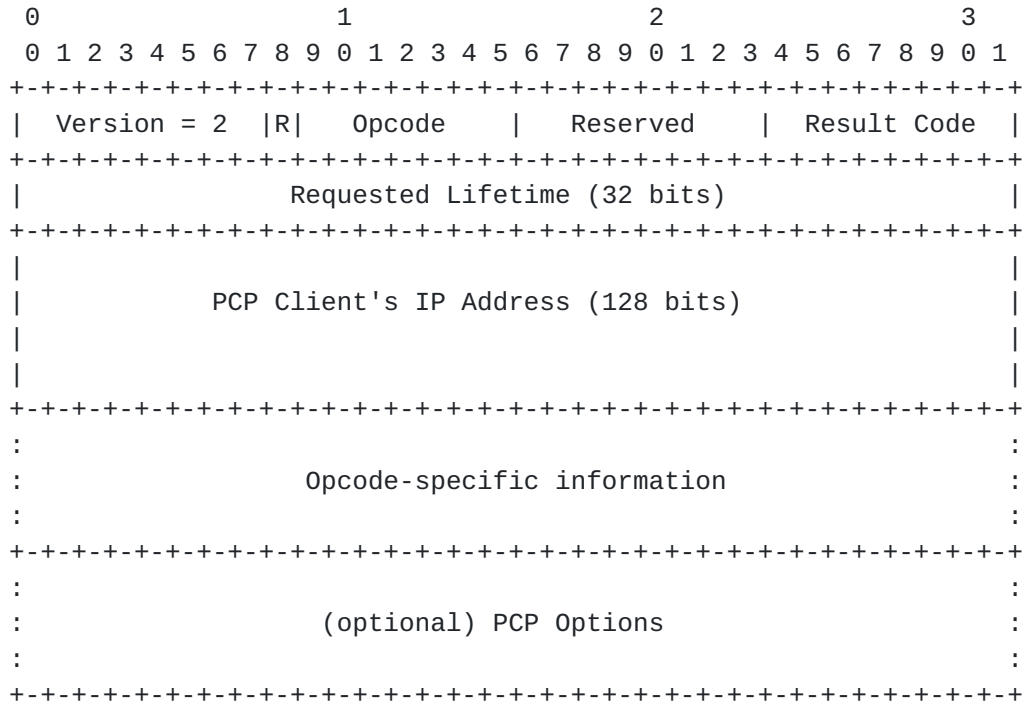 0                   1                   2                   3
 0 1 2 3 4 5 6 7 8 9 0 1 2 3 4 5 6 7 8 9 0 1 2 3 4 5 6 7 8 9 0 1
+-+-+-+-+-+-+-+-+-+-+-+-+-+-+-+-+-+-+-+-+-+-+-+-+-+-+-+-+-+-+-+-+
|  Version = 2  |R|   Opcode    |   Reserved    |  Result Code  |
+-+-+-+-+-+-+-+-+-+-+-+-+-+-+-+-+-+-+-+-+-+-+-+-+-+-+-+-+-+-+-+-+
|                 Requested Lifetime (32 bits)                  |
+-+-+-+-+-+-+-+-+-+-+-+-+-+-+-+-+-+-+-+-+-+-+-+-+-+-+-+-+-+-+-+-+
|                                                               |
|            PCP Client's IP Address (128 bits)                 |
|                                                               |
|                                                               |
+-+-+-+-+-+-+-+-+-+-+-+-+-+-+-+-+-+-+-+-+-+-+-+-+-+-+-+-+-+-+-+-+
:                                                               :
:                  Opcode-specific information                  :
:                                                               :
+-+-+-+-+-+-+-+-+-+-+-+-+-+-+-+-+-+-+-+-+-+-+-+-+-+-+-+-+-+-+-+-+
:                                                               :
:                   (optional) PCP Options                      :
:                                                               :
+-+-+-+-+-+-+-+-+-+-+-+-+-+-+-+-+-+-+-+-+-+-+-+-+-+-+-+-+-+-+-+-+